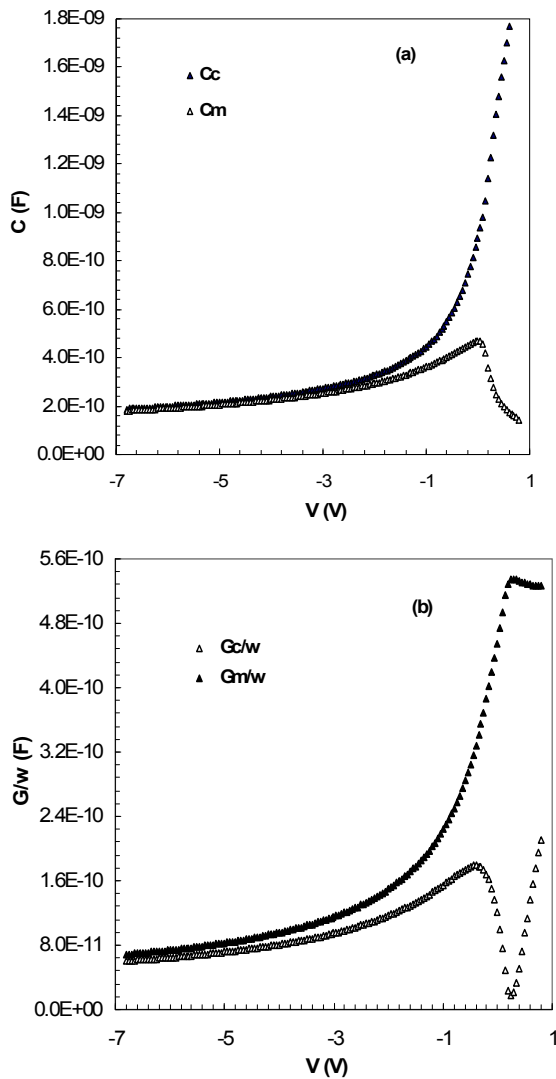 1.8E-09
(a)
Cc
1.6E-09
Cm
1.4E-09
1.2E-09
C (F)
1.0E-09
8.0E-10
6.0E-10
4.0E-10
2.0E-10
0.0E+00
-7 -5 -3 -1 1
V (V)
5.6E-10
(b)
4.8E-10
Gc/w
Gm/w
4.0E-10
3.2E-10
G/w (F)
2.4E-10
1.6E-10
8.0E-11
0.0E+00
-7 -5 -3 -1 1
V (V)